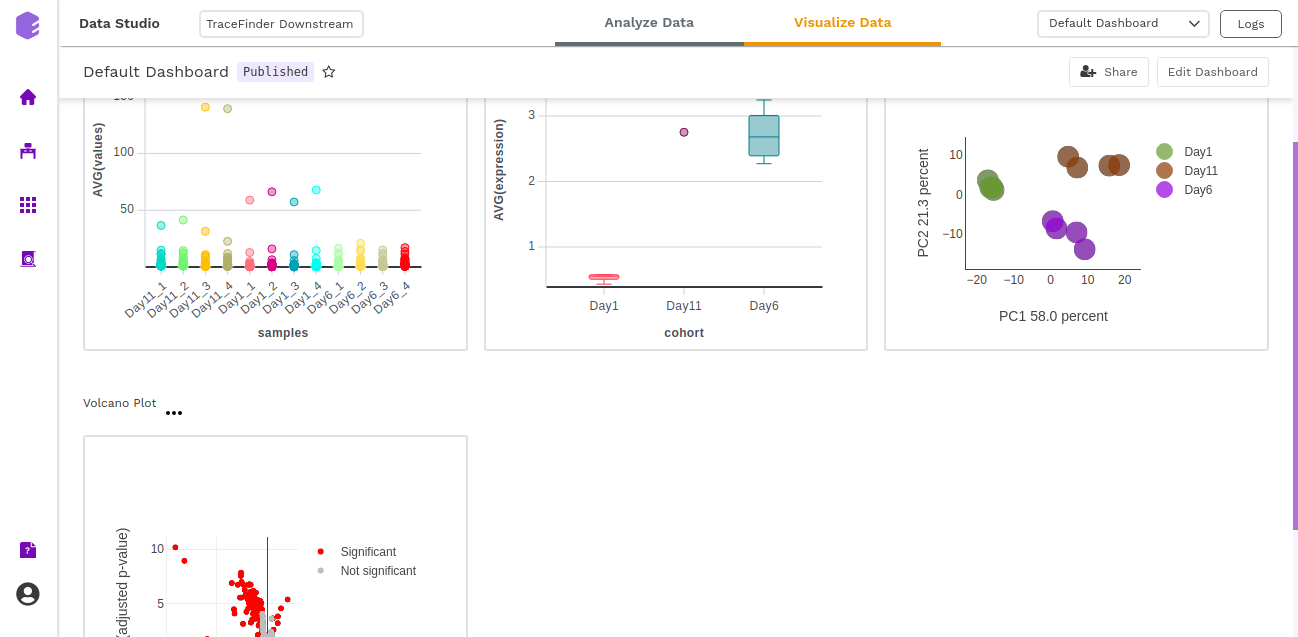 Data Studio
TraceFinder Downstream
Analyze Data
Visualize Data
Default Dashboard
Logs
Default Dashboard
Published
Share
Edit Dashboard
AVG(values)
100
50
Day11_1
Day11_2
Day11_3
Day11_4
Day1_1
Day1_2
Day1_3
Day1_4
Day6_1
Day6_2
Day6_3
Day6_4
samples
AVG(expression)
3
2
1
Day1
Day11
Day6
cohort
PC2 21.3 percent
10
0
−10
−20
−10
0
10
20
PC1 58.0 percent
Day1
Day11
Day6
Volcano Plot
(adjusted p-value)
10
5
Significant
Not significant
?